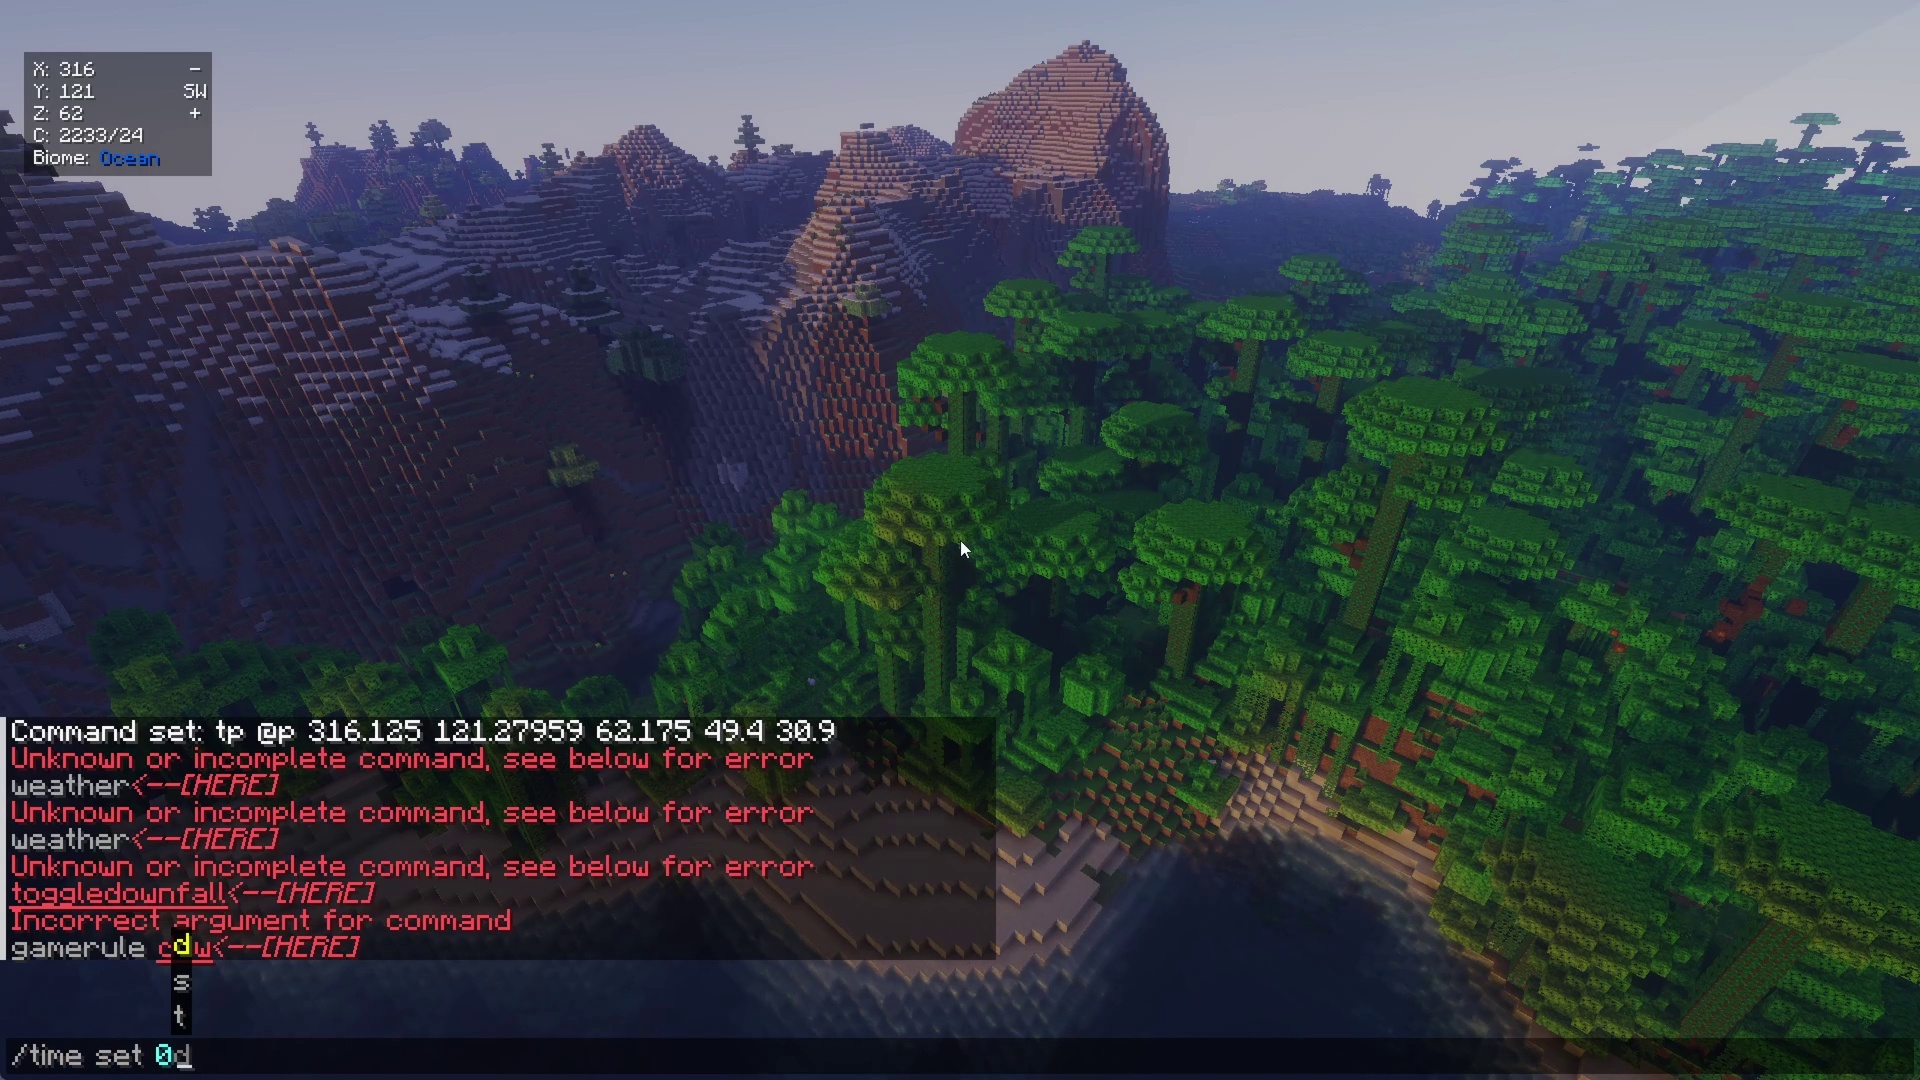 X: 316 -
Y: 121 SW
Z: 62 +
C: 2233/24
Biome: Ocean
Command set: tp @p 316.125 121.27959 62.175 49.4 30.9
Unknown or incomplete command, see below for error
weather<--[HERE]
Unknown or incomplete command, see below for error
weather<--[HERE]
Unknown or incomplete command, see below for error
toggledownfall<--[HERE]
Incorrect argument for command
gamerule <--[HERE]
d
s
t
/time set 0d